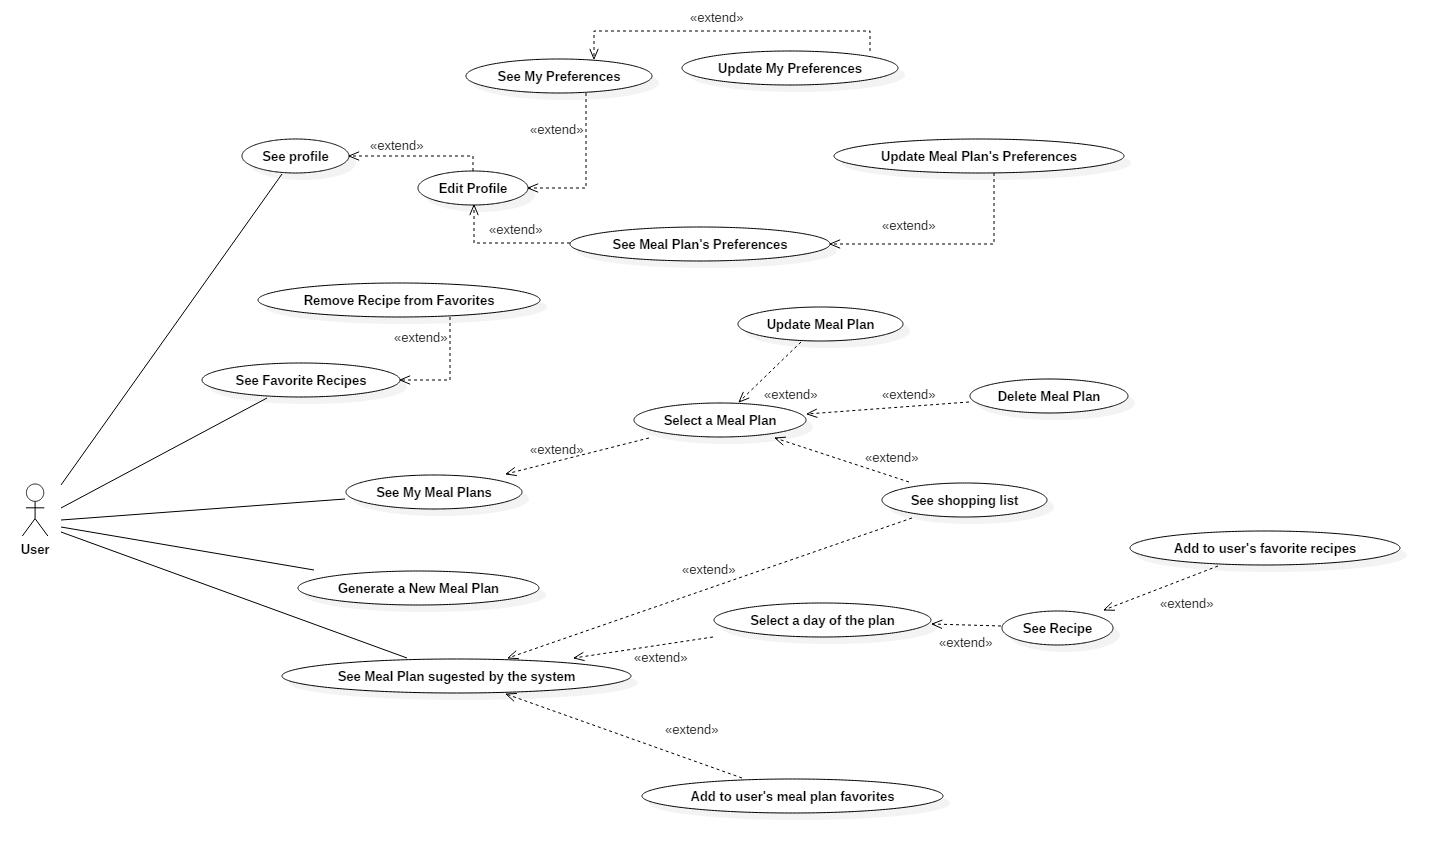 «extend»
See My Preferences
Update My Preferences
«extend»
«extend»
See profile
Update Meal Plan's Preferences
Edit Profile
«extend»
«extend»
See Meal Plan's Preferences
Remove Recipe from Favorites
Update Meal Plan
«extend»
See Favorite Recipes
«extend»
«extend»
Delete Meal Plan
Select a Meal Plan
«extend»
«extend»
See My Meal Plans
See shopping list
User
Add to user's favorite recipes
«extend»
Generate a New Meal Plan
«extend»
Select a day of the plan
See Recipe
«extend»
«extend»
See Meal Plan sugested by the system
«extend»
Add to user's meal plan favorites